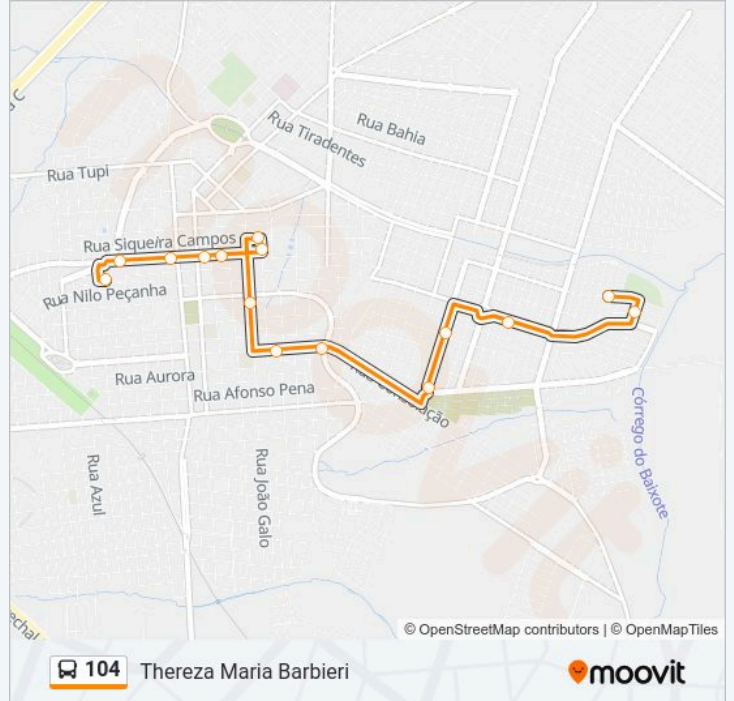 Rua Bahia
Rua Tiradentes
Rua Tupi
Rua Siqueira Campos
Rua Nilo Peçanha
Rua Aurora
Rua Afonso Pena
Rua Azul
Rua João Galo
Córrego do Baixote
© OpenStreetMap contributors | © OpenMapTiles
104 Thereza Maria Barbieri
moovit